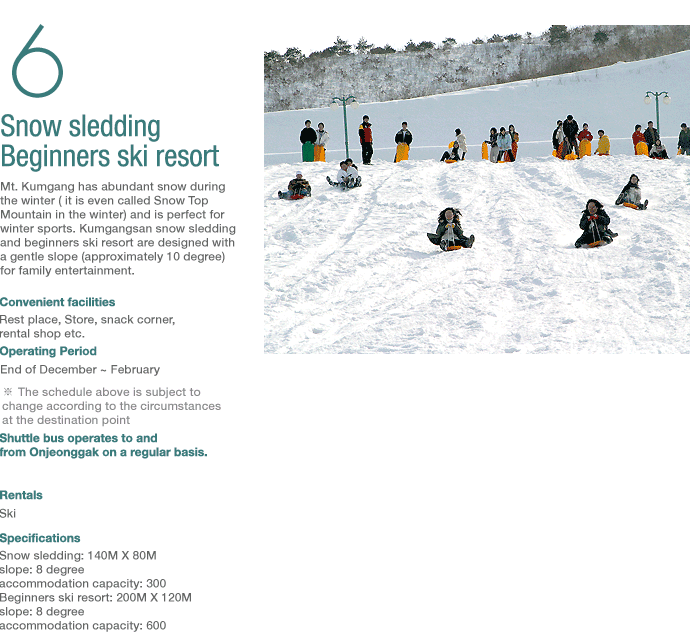 6
Snow sledding
Beginners ski resort
Mt. Kumgang has abundant snow during
the winter ( it is even called Snow Top
Mountain in the winter) and is perfect for
winter sports. Kumgangsan snow sledding
and beginners ski resort are designed with
a gentle slope (approximately 10 degree)
for family entertainment.
Convenient facilities
Rest place, Store, snack corner,
rental shop etc.
Operating Period
End of December ~ February
※ The schedule above is subject to
change according to the circumstances
at the destination point
Shuttle bus operates to and
from Onjeonggak on a regular basis.
Rentals
Ski
Specifications
Snow sledding: 140M X 80M
slope: 8 degree
accommodation capacity: 300
Beginners ski resort: 200M X 120M
slope: 8 degree
accommodation capacity: 600